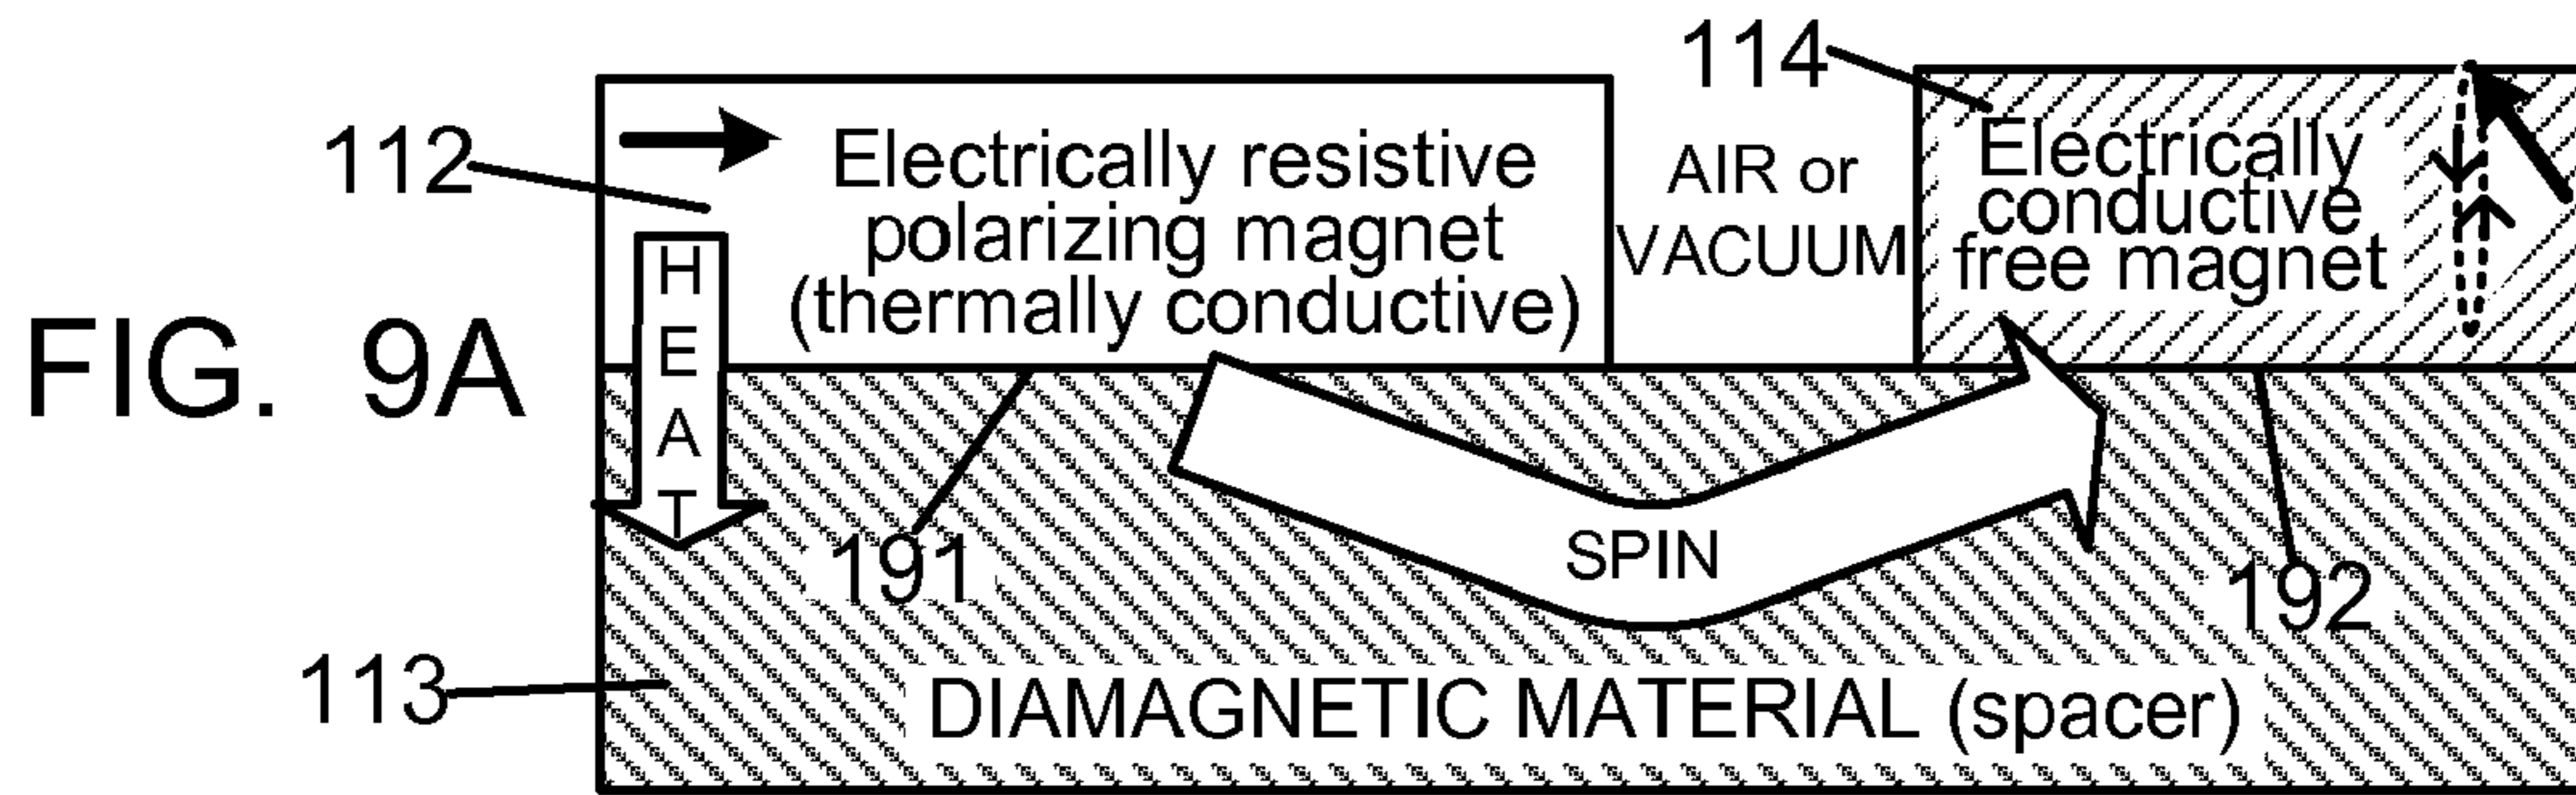 114
112
Electrically resistive
polarizing magnet
(thermally conductive)
AIR or
VACUUM
Electrically
conductive
free magnet
HEAT
FIG. 9A
191
SPIN
192
113
DIAMAGNETIC MATERIAL (spacer)